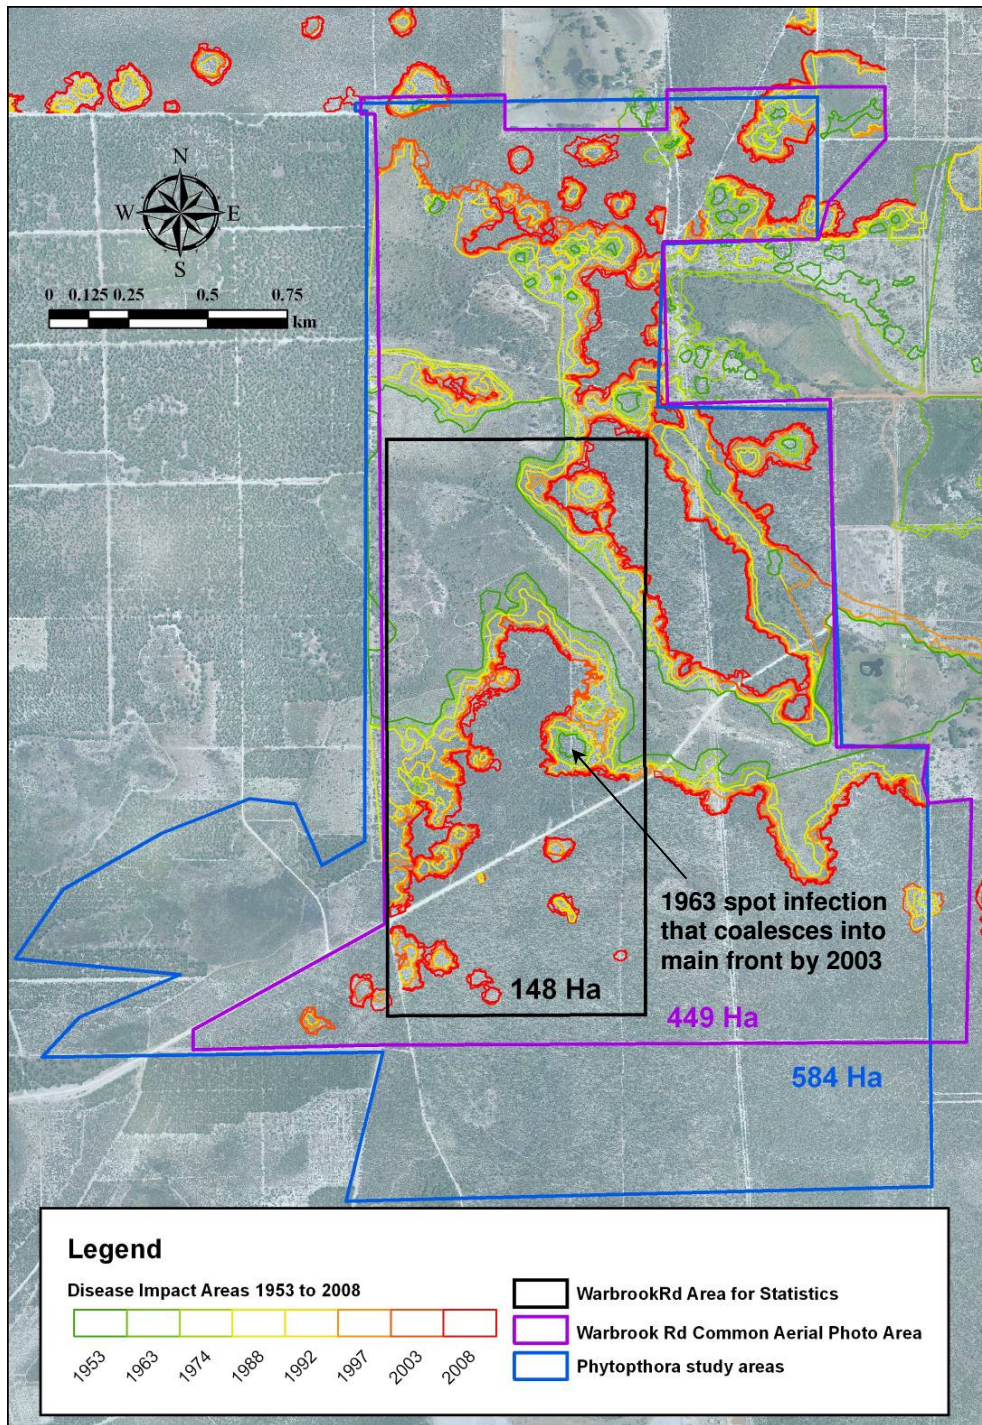 N
W E
S
0 0.125 0.25 0.5 0.75
km
1963 spot infection
that coalesces into
main front by 2003
148 Ha
449 Ha
584 Ha
Legend
Disease Impact Areas 1953 to 2008
1953 1963 1974 1988 1992 1997 2003 2008
WarbrookRd Area for Statistics
Warbrook Rd Common Aerial Photo Area
Phytopthora study areas